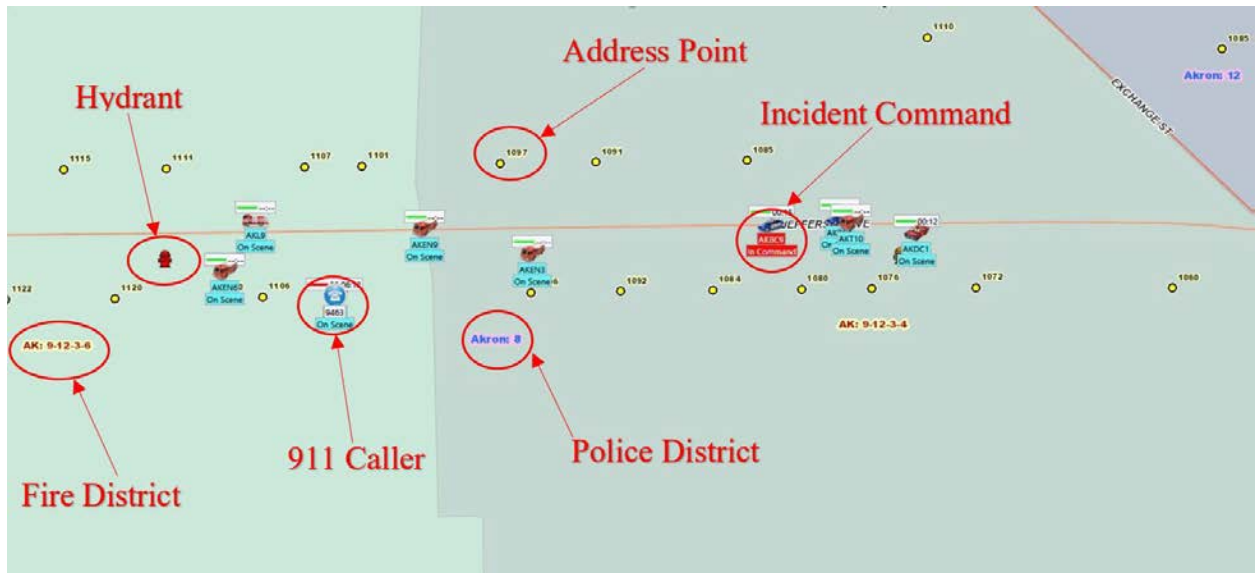 1110
1085
Address Point
Akron: 12
Hydrant
EXCHANGE ST
Incident Command
1115
1111
1107
1101
1097
1091
1085
AKL9
On Scene
AKEN9
AKBC9
In Command
AKT10
On Scene
00:12
AKDC1
On Scene
AKEN6
On Scene
AKEN3
On Scene
1122
1120
1106
9463
On Scene
1092
1084
1080
1076
1072
1060
AK: 9-12-3-6
Akron: 8
AK: 9-12-3-4
911 Caller
Police District
Fire District